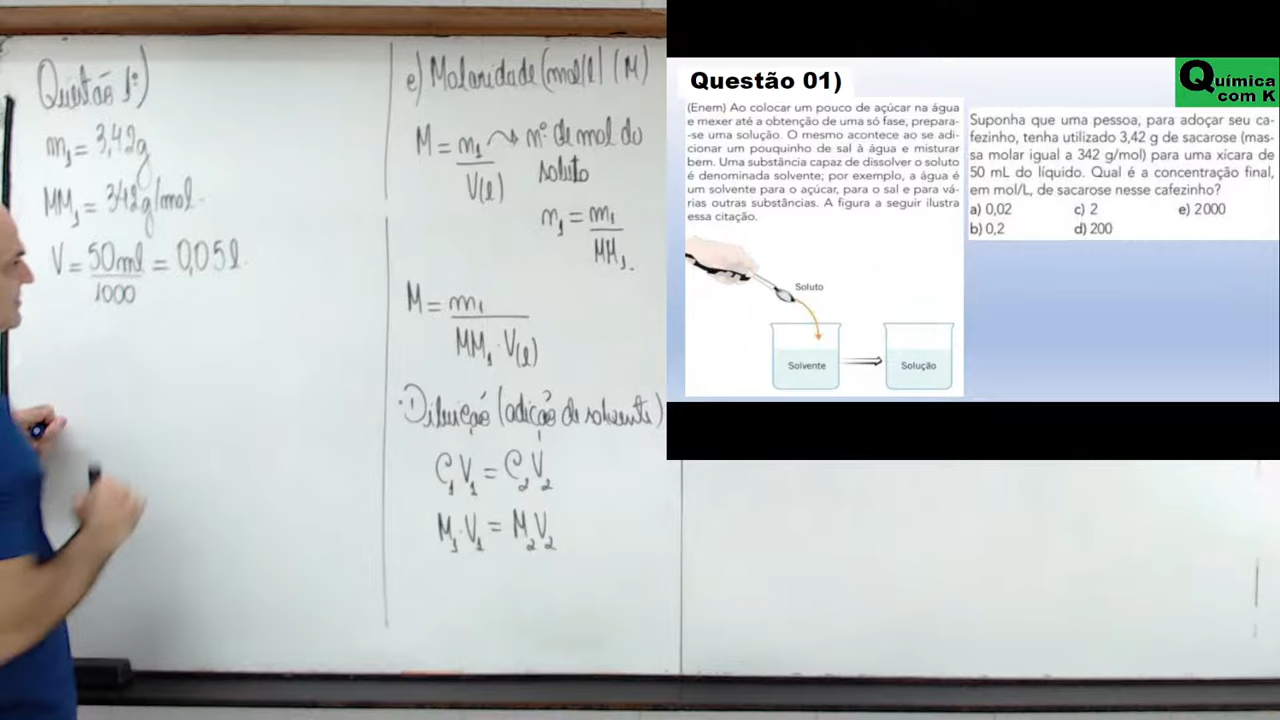 Questão 1º)
m₁ = 3,42g
MM₁ = 342g/mol.
V = 50ml = 0,05l
1000
e) Molaridade (mol/l) (M)
M = n₁ → nº de mol do
V(l) soluto
n₁ = m₁
MM₁.
M = m₁
MM₁ . V(l)
· Diluição (adição de solvente)
C₁V₁ = C₂V₂
M₁·V₁ = M₂V₂
Questão 01)
Química
com K
(Enem) Ao colocar um pouco de açúcar na água
e mexer até a obtenção de uma só fase, prepara-
-se uma solução. O mesmo acontece ao se adi-
cionar um pouquinho de sal à água e misturar
bem. Uma substância capaz de dissolver o soluto
é denominada solvente; por exemplo, a água é
um solvente para o açúcar, para o sal e para vá-
rias outras substâncias. A figura a seguir ilustra
essa citação.
Soluto
Solvente
Solução
Suponha que uma pessoa, para adoçar seu ca-
fezinho, tenha utilizado 3,42 g de sacarose (mas-
sa molar igual a 342 g/mol) para uma xícara de
50 mL do líquido. Qual é a concentração final,
em mol/L, de sacarose nesse cafezinho?
a) 0,02 c) 2 e) 2000
b) 0,2 d) 200